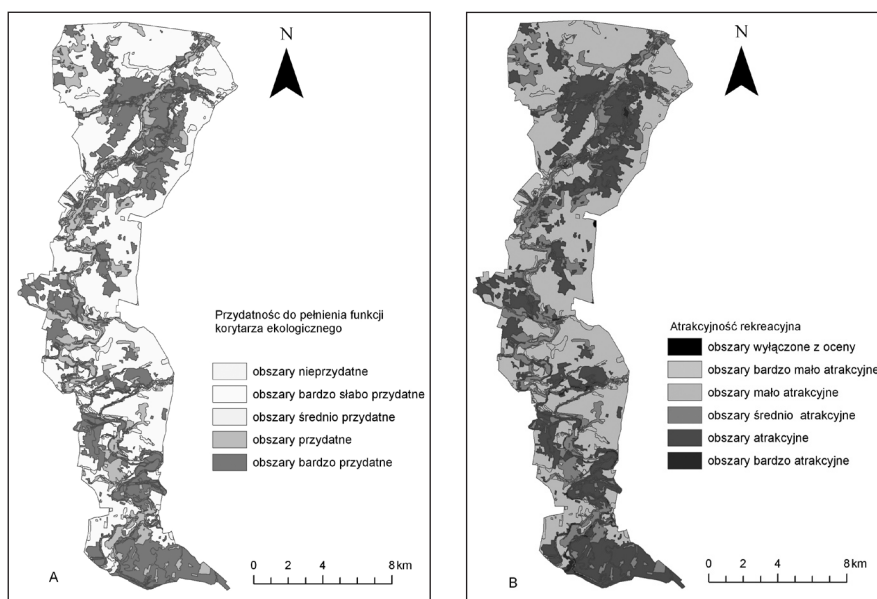 N
Przydatnośc do pełnienia funkcji
korytarza ekologicznego
obszary nieprzydatne
obszary bardzo słabo przydatne
obszary średnio przydatne
obszary przydatne
obszary bardzo przydatne
A
0 2 4 8 km
N
Atrakcyjność rekreacyjna
obszary wyłączone z oceny
obszary bardzo mało atrakcyjne
obszary mało atrakcyjne
obszary średnio atrakcyjne
obszary atrakcyjne
obszary bardzo atrakcyjne
B
0 2 4 8 km